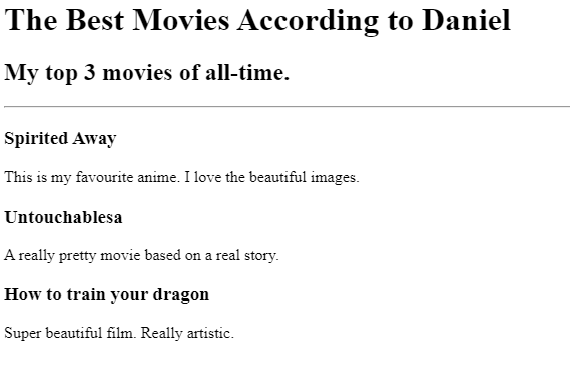 The Best Movies According to Daniel
My top 3 movies of all-time.
Spirited Away
This is my favourite anime. I love the beautiful images.
Untouchablesa
A really pretty movie based on a real story.
How to train your dragon
Super beautiful film. Really artistic.